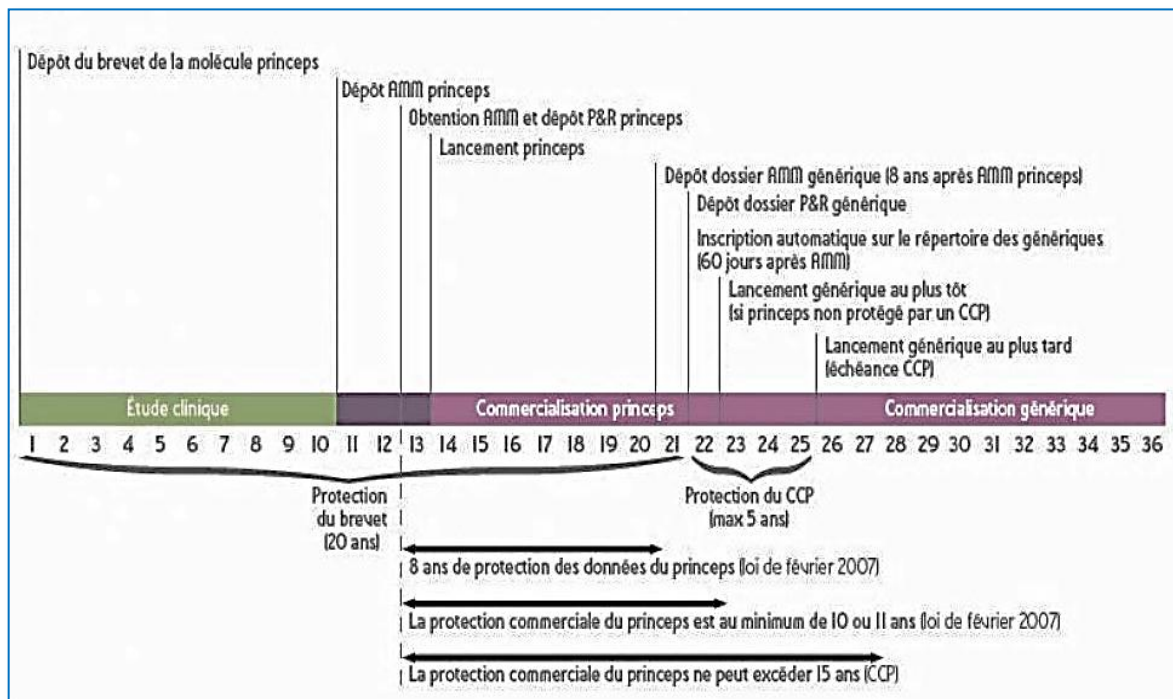 Dépôt du brevet de la molécule princeps
Dépôt AMM princeps
Obtention AMM et dépôt P&R princeps
Lancement princeps
Dépôt dossier AMM générique (8 ans après AMM princeps)
Dépôt dossier P&R générique
Inscription automatique sur le répertoire des génériques
(60 jours après AMM)
Lancement générique au plus tôt
(si princeps non protégé par un CCP)
Lancement générique au plus tard
(échéance CCP)
Étude clinique
Commercialisation princeps
Commercialisation générique
1 2 3 4 5 6 7 8 9 10 11 12 13 14 15 16 17 18 19 20 21 22 23 24 25 26 27 28 29 30 31 32 33 34 35 36
Protection
du brevet
(20 ans)
Protection du CCP
(max 5 ans)
8 ans de protection des données du princeps (loi de février 2007)
La protection commerciale du princeps est au minimum de 10 ou 11 ans (loi de février 2007)
La protection commerciale du princeps ne peut excéder 15 ans (CCP)